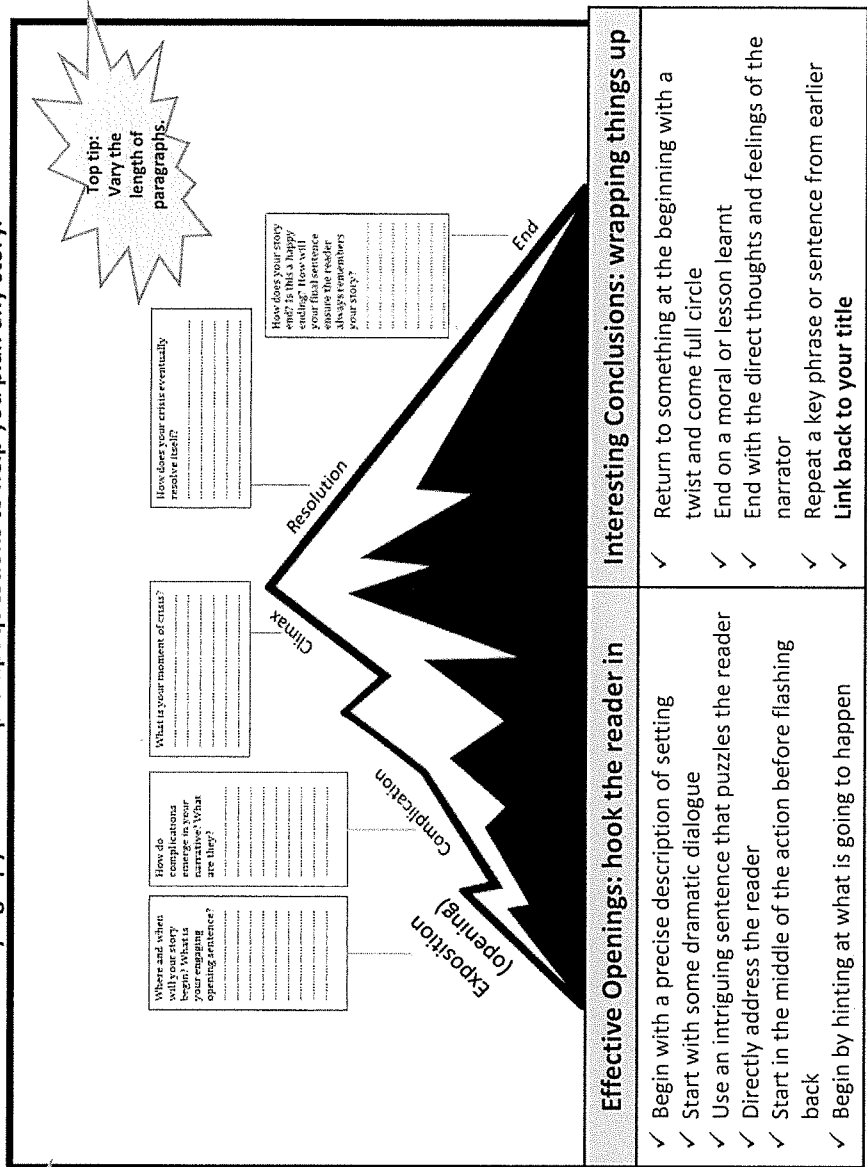 Top tip:
Vary the
length of
paragraphs.
Where and when
will your story
begin? What is
your engaging
opening sentence?
How do
complications
emerge in your
narrative? What
are they?
What is your moment of crisis?
How does your crisis eventually
resolve itself?
How does your story
end? Is this a happy
ending? How will
your final sentence
ensure the reader
always remembers
your story?
Exposition
(opening)
Complication
Climax
Resolution
End
Effective Openings: hook the reader in
✓ Begin with a precise description of setting
✓ Start with some dramatic dialogue
✓ Use an intriguing sentence that puzzles the reader
✓ Directly address the reader
✓ Start in the middle of the action before flashing
back
✓ Begin by hinting at what is going to happen
Interesting Conclusions: wrapping things up
✓ Return to something at the beginning with a
twist and come full circle
✓ End on a moral or lesson learnt
✓ End with the direct thoughts and feelings of the
narrator
✓ Repeat a key phrase or sentence from earlier
✓ Link back to your title